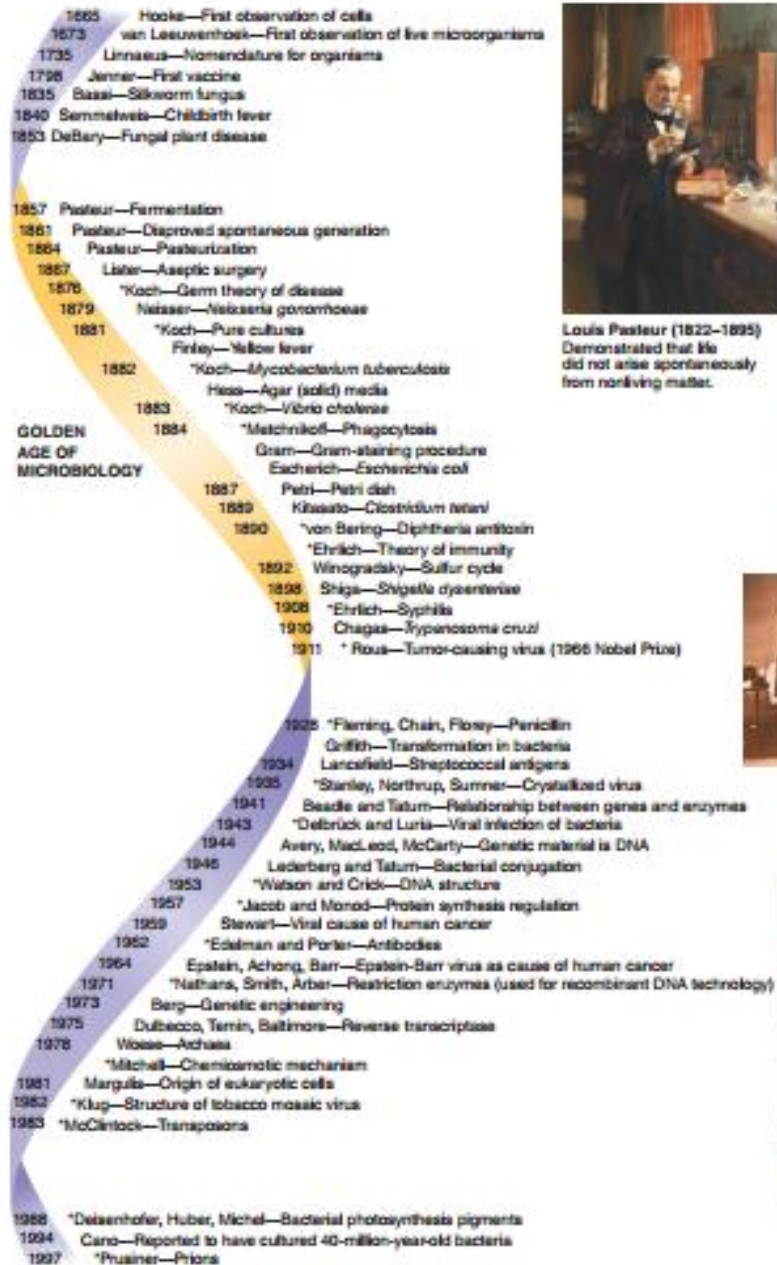 1665 Hooke—First observation of cells
1673 van Leeuwenhoek—First observation of live microorganisms
1735 Linnaeus—Nomenclature for organisms
1798 Jenner—First vaccine
1835 Bassi—Silkworm fungus
1840 Semmelweis—Childbirth fever
1853 DeBary—Fungal plant disease
1857 Pasteur—Fermentation
1861 Pasteur—Disproved spontaneous generation
1864 Pasteur—Pasteurization
1867 Lister—Aseptic surgery
1876 *Koch—Germ theory of disease
1879 Neisser—Neisseria gonorrhoeae
1881 *Koch—Pure cultures
Finley—Yellow fever
1882 *Koch—Mycobacterium tuberculosis
Hess—Agar (solid) media
1883 *Koch—Vibrio cholerae
GOLDEN
AGE OF
MICROBIOLOGY
1884 *Metchnikoff—Phagocytosis
Gram—Gram-staining procedure
Escherich—Escherichia coli
1887 Petri—Petri dish
1889 Kitasato—Clostridium tetani
1890 *von Bering—Diphtheria antitoxin
*Ehrlich—Theory of immunity
1892 Winogradsky—Sulfur cycle
1898 Shiga—Shigella dysenteriae
1908 *Ehrlich—Syphilis
1910 Chagas—Trypanosoma cruzi
1911 *Rous—Tumor-causing virus (1966 Nobel Prize)
1928 *Fleming, Chain, Florey—Penicillin
Griffith—Transformation in bacteria
1934 Lancefield—Streptococcal antigens
1935 *Stanley, Northrup, Sumner—Crystallized virus
1941 Beadle and Tatum—Relationship between genes and enzymes
1943 *Delbrück and Luria—Viral infection of bacteria
1944 Avery, MacLeod, McCarty—Genetic material is DNA
1946 Lederberg and Tatum—Bacterial conjugation
1953 *Watson and Crick—DNA structure
1957 *Jacob and Monod—Protein synthesis regulation
1959 Stewart—Viral cause of human cancer
1962 *Edelman and Porter—Antibodies
1964 Epstein, Achong, Barr—Epstein-Barr virus as cause of human cancer
1971 *Nathans, Smith, Arber—Restriction enzymes (used for recombinant DNA technology)
1973 Berg—Genetic engineering
1975 Dulbecco, Temin, Baltimore—Reverse transcriptase
1978 Woese—Archaea
*Mitchell—Chemiosmotic mechanism
1981 Margulis—Origin of eukaryotic cells
1982 *Klug—Structure of tobacco mosaic virus
1983 *McClintock—Transposons
1988 *Deisenhofer, Huber, Michel—Bacterial photosynthesis pigments
1994 Cano—Reported to have cultured 40-million-year-old bacteria
1997 *Prusiner—Prions
Louis Pasteur (1822–1895)
Demonstrated that life
did not arise spontaneously
from nonliving matter.